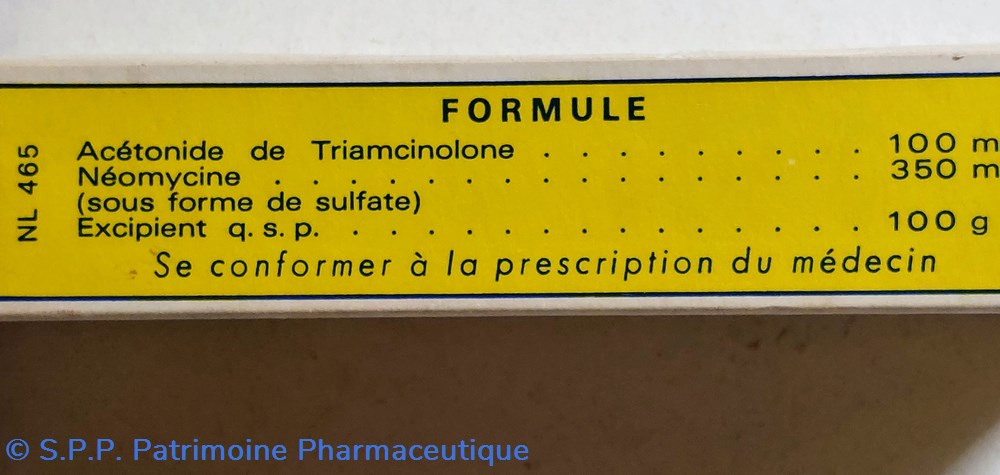 FORMULE
NL 465
Acétonide de Triamcinolone . . . . . . . . . 100 m
Néomycine . . . . . . . . . . . . . . . . 350 m
(sous forme de sulfate)
Excipient q. s. p. . . . . . . . . . . . . . . 100 g
Se conformer à la prescription du médecin
© S.P.P. Patrimoine Pharmaceutique